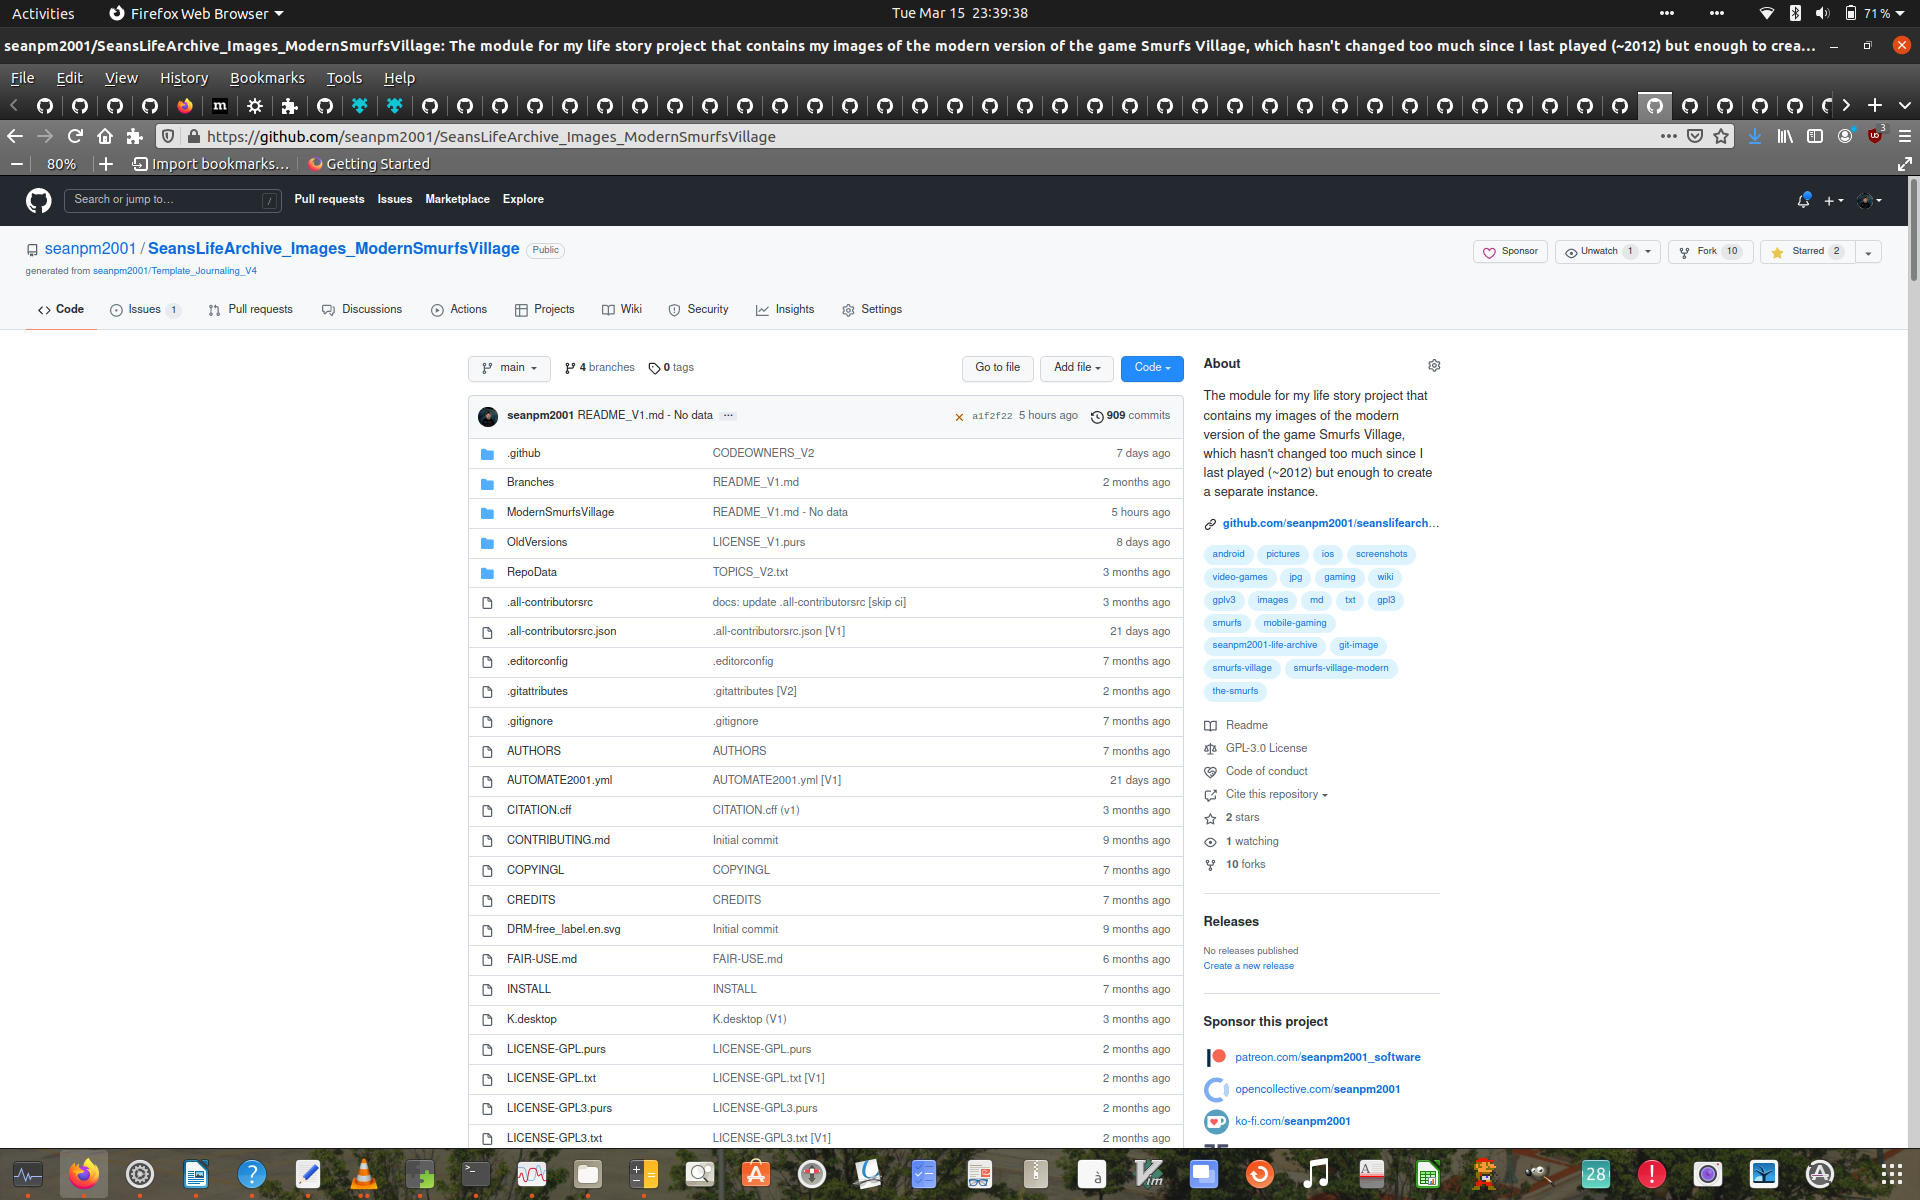 Activities
Firefox Web Browser
Tue Mar 15  23:39:38
71 %
seanpm2001/SeansLifeArchive_Images_ModernSmurfsVillage: The module for my life story project that contains my images of the modern version of the game Smurfs Village, which hasn't changed too much since I last played (~2012) but enough to crea…
File Edit View History Bookmarks Tools Help
https://github.com/seanpm2001/SeansLifeArchive_Images_ModernSmurfsVillage
3
80%
Import bookmarks…
Getting Started
Search or jump to…
/
Pull requests Issues Marketplace Explore
seanpm2001 / SeansLifeArchive_Images_ModernSmurfsVillage Public
generated from seanpm2001/Template_Journaling_V4
Sponsor
Unwatch 1
Fork 10
Starred 2
Code
Issues 1
Pull requests
Discussions
Actions
Projects
Wiki
Security
Insights
Settings
main
4 branches
0 tags
Go to file
Add file
Code
seanpm2001 README_V1.md - No data ...
a1f2f22 5 hours ago 909 commits
.github CODEOWNERS_V2 7 days ago
Branches README_V1.md 2 months ago
ModernSmurfsVillage README_V1.md - No data 5 hours ago
OldVersions LICENSE_V1.purs 8 days ago
RepoData TOPICS_V2.txt 3 months ago
.all-contributorsrc docs: update .all-contributorsrc [skip ci] 3 months ago
.all-contributorsrc.json .all-contributorsrc.json [V1] 21 days ago
.editorconfig .editorconfig 7 months ago
.gitattributes .gitattributes [V2] 2 months ago
.gitignore .gitignore 7 months ago
AUTHORS AUTHORS 7 months ago
AUTOMATE2001.yml AUTOMATE2001.yml [V1] 21 days ago
CITATION.cff CITATION.cff (v1) 3 months ago
CONTRIBUTING.md Initial commit 9 months ago
COPYINGL COPYINGL 7 months ago
CREDITS CREDITS 7 months ago
DRM-free_label.en.svg Initial commit 9 months ago
FAIR-USE.md FAIR-USE.md 6 months ago
INSTALL INSTALL 7 months ago
K.desktop K.desktop (V1) 3 months ago
LICENSE-GPL.purs LICENSE-GPL.purs 2 months ago
LICENSE-GPL.txt LICENSE-GPL.txt [V1] 2 months ago
LICENSE-GPL3.purs LICENSE-GPL3.purs 2 months ago
LICENSE-GPL3.txt LICENSE-GPL3.txt [V1] 2 months ago
About
The module for my life story project that
contains my images of the modern
version of the game Smurfs Village,
which hasn't changed too much since I
last played (~2012) but enough to create
a separate instance.
github.com/seanpm2001/seanslifearch…
android pictures ios screenshots
video-games jpg gaming wiki
gplv3 images md txt gpl3
smurfs mobile-gaming
seanpm2001-life-archive git-image
smurfs-village smurfs-village-modern
the-smurfs
Readme
GPL-3.0 License
Code of conduct
Cite this repository
2 stars
1 watching
10 forks
Releases
No releases published
Create a new release
Sponsor this project
patreon.com/seanpm2001_software
opencollective.com/seanpm2001
ko-fi.com/seanpm2001
28